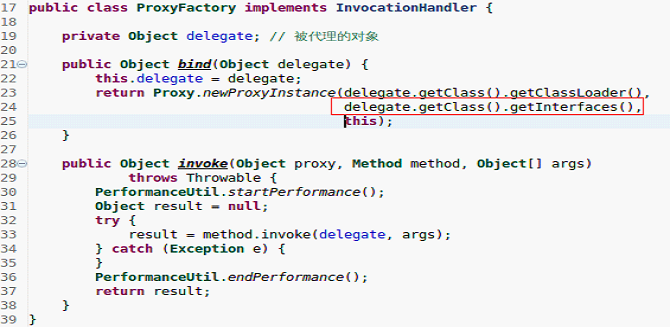 17 public class ProxyFactory implements InvocationHandler {
18
19 private Object delegate; // 被代理的对象
20
21 public Object bind(Object delegate) {
22 this.delegate = delegate;
23 return Proxy.newProxyInstance(delegate.getClass().getClassLoader(),
24 delegate.getClass().getInterfaces(),
25 this);
26 }
27
28 public Object invoke(Object proxy, Method method, Object[] args)
29 throws Throwable {
30 PerformanceUtil.startPerformance();
31 Object result = null;
32 try {
33 result = method.invoke(delegate, args);
34 } catch (Exception e) {
35 }
36 PerformanceUtil.endPerformance();
37 return result;
38 }
39 }